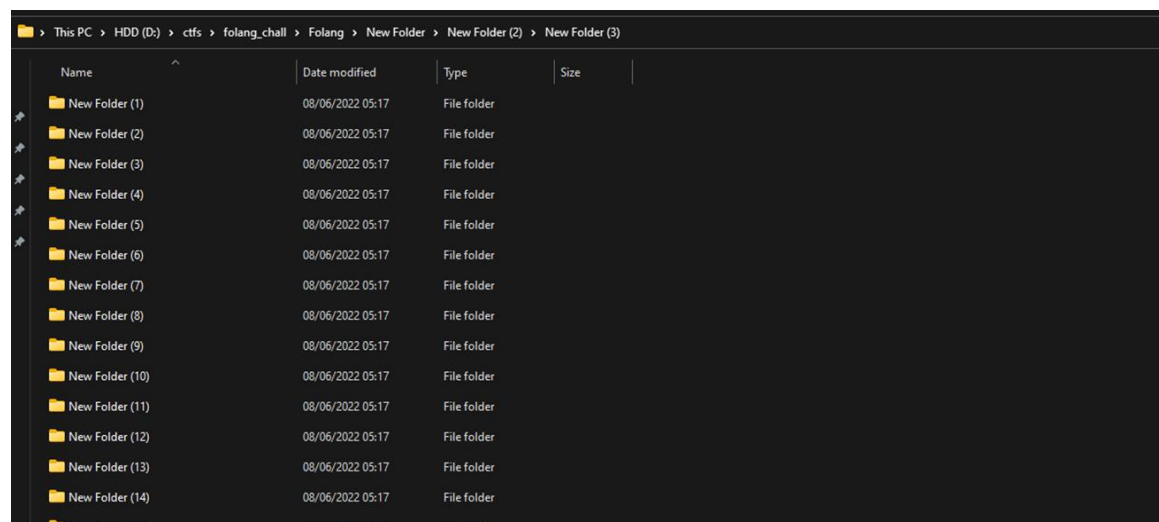 This PC > HDD (D:) > ctfs > folang_chall > Folang > New Folder > New Folder (2) > New Folder (3)
Name Date modified Type Size
New Folder (1) 08/06/2022 05:17 File folder
New Folder (2) 08/06/2022 05:17 File folder
New Folder (3) 08/06/2022 05:17 File folder
New Folder (4) 08/06/2022 05:17 File folder
New Folder (5) 08/06/2022 05:17 File folder
New Folder (6) 08/06/2022 05:17 File folder
New Folder (7) 08/06/2022 05:17 File folder
New Folder (8) 08/06/2022 05:17 File folder
New Folder (9) 08/06/2022 05:17 File folder
New Folder (10) 08/06/2022 05:17 File folder
New Folder (11) 08/06/2022 05:17 File folder
New Folder (12) 08/06/2022 05:17 File folder
New Folder (13) 08/06/2022 05:17 File folder
New Folder (14) 08/06/2022 05:17 File folder